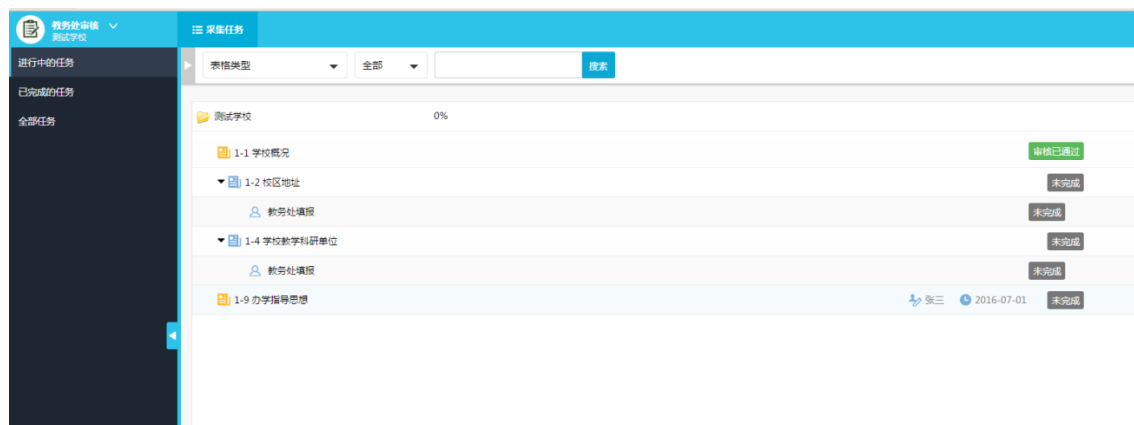 教务处审核
测试学校
采集任务
进行中的任务
已完成的任务
全部任务
表格类型 全部 搜索
测试学校 0%
1-1 学校概况 审核已通过
1-2 校区地址 未完成
教务处填报 未完成
1-4 学校教学科研单位 未完成
教务处填报 未完成
1-9 办学指导思想 张三 2016-07-01 未完成